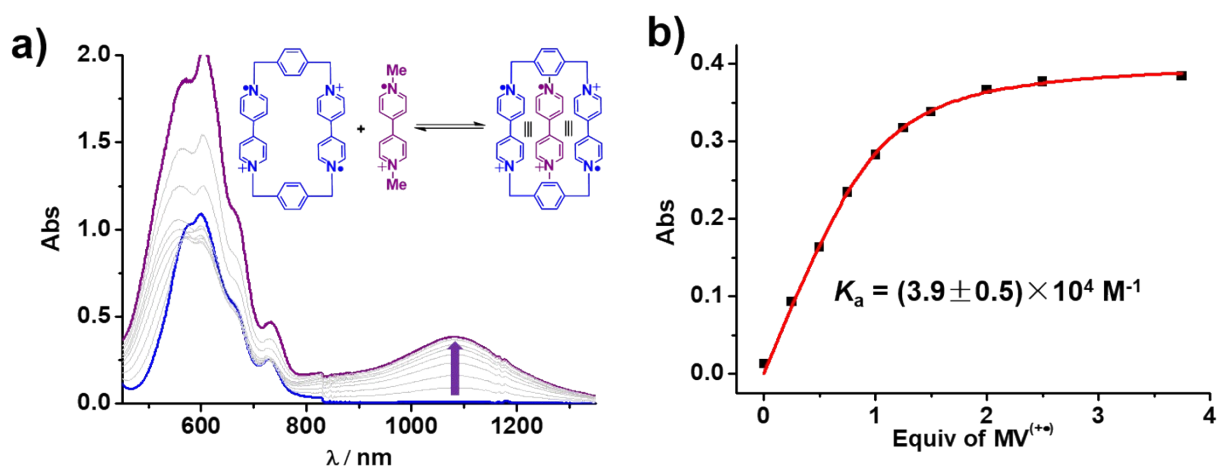 a)
2.0
1.5
1.0
0.5
0.0
Abs
600 800 1000 1200
λ / nm
Me
N
N
+
N
+
N
+
N
+
N
Me
N
N
N
+
N
+
N
+
N
b)
0.4
0.3
0.2
0.1
0.0
Abs
Kₐ = (3.9±0.5)×10⁴ M⁻¹
0 1 2 3 4
Equiv of MV⁽⁺•⁾